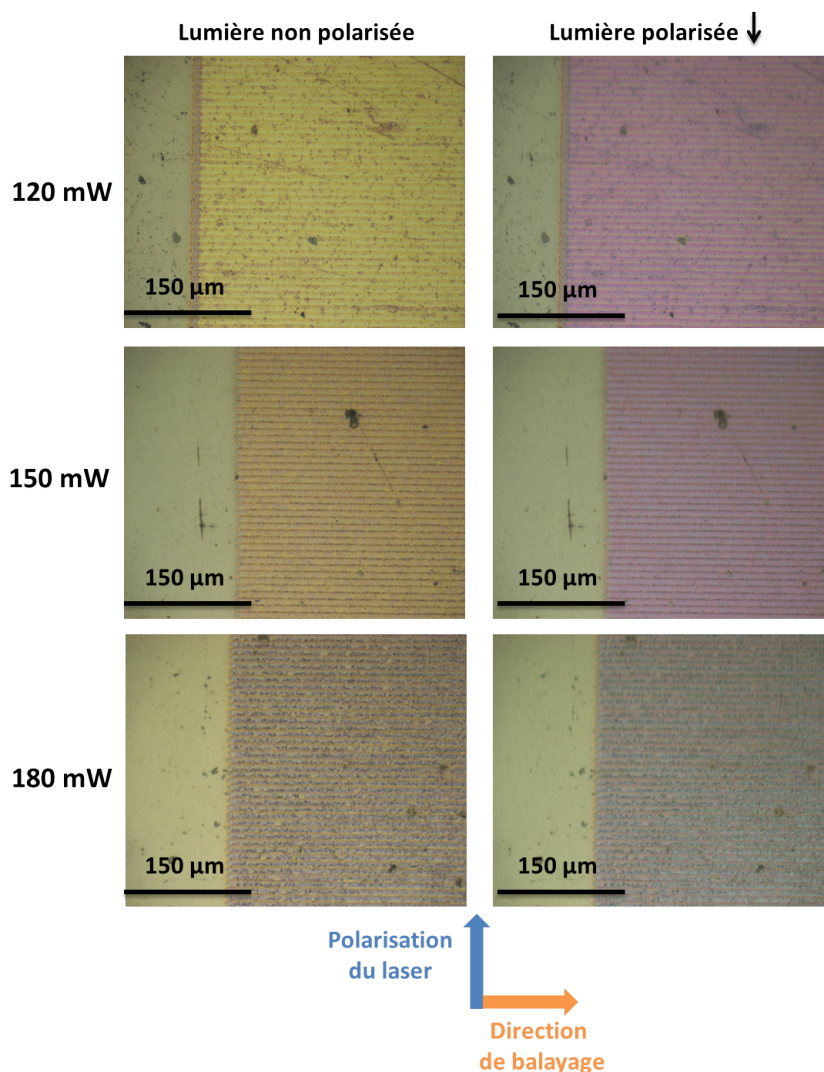 Lumière non polarisée
Lumière polarisée
120 mW
150 µm
150 µm
150 mW
150 µm
150 µm
180 mW
150 µm
150 µm
Polarisation
du laser
Direction
de balayage